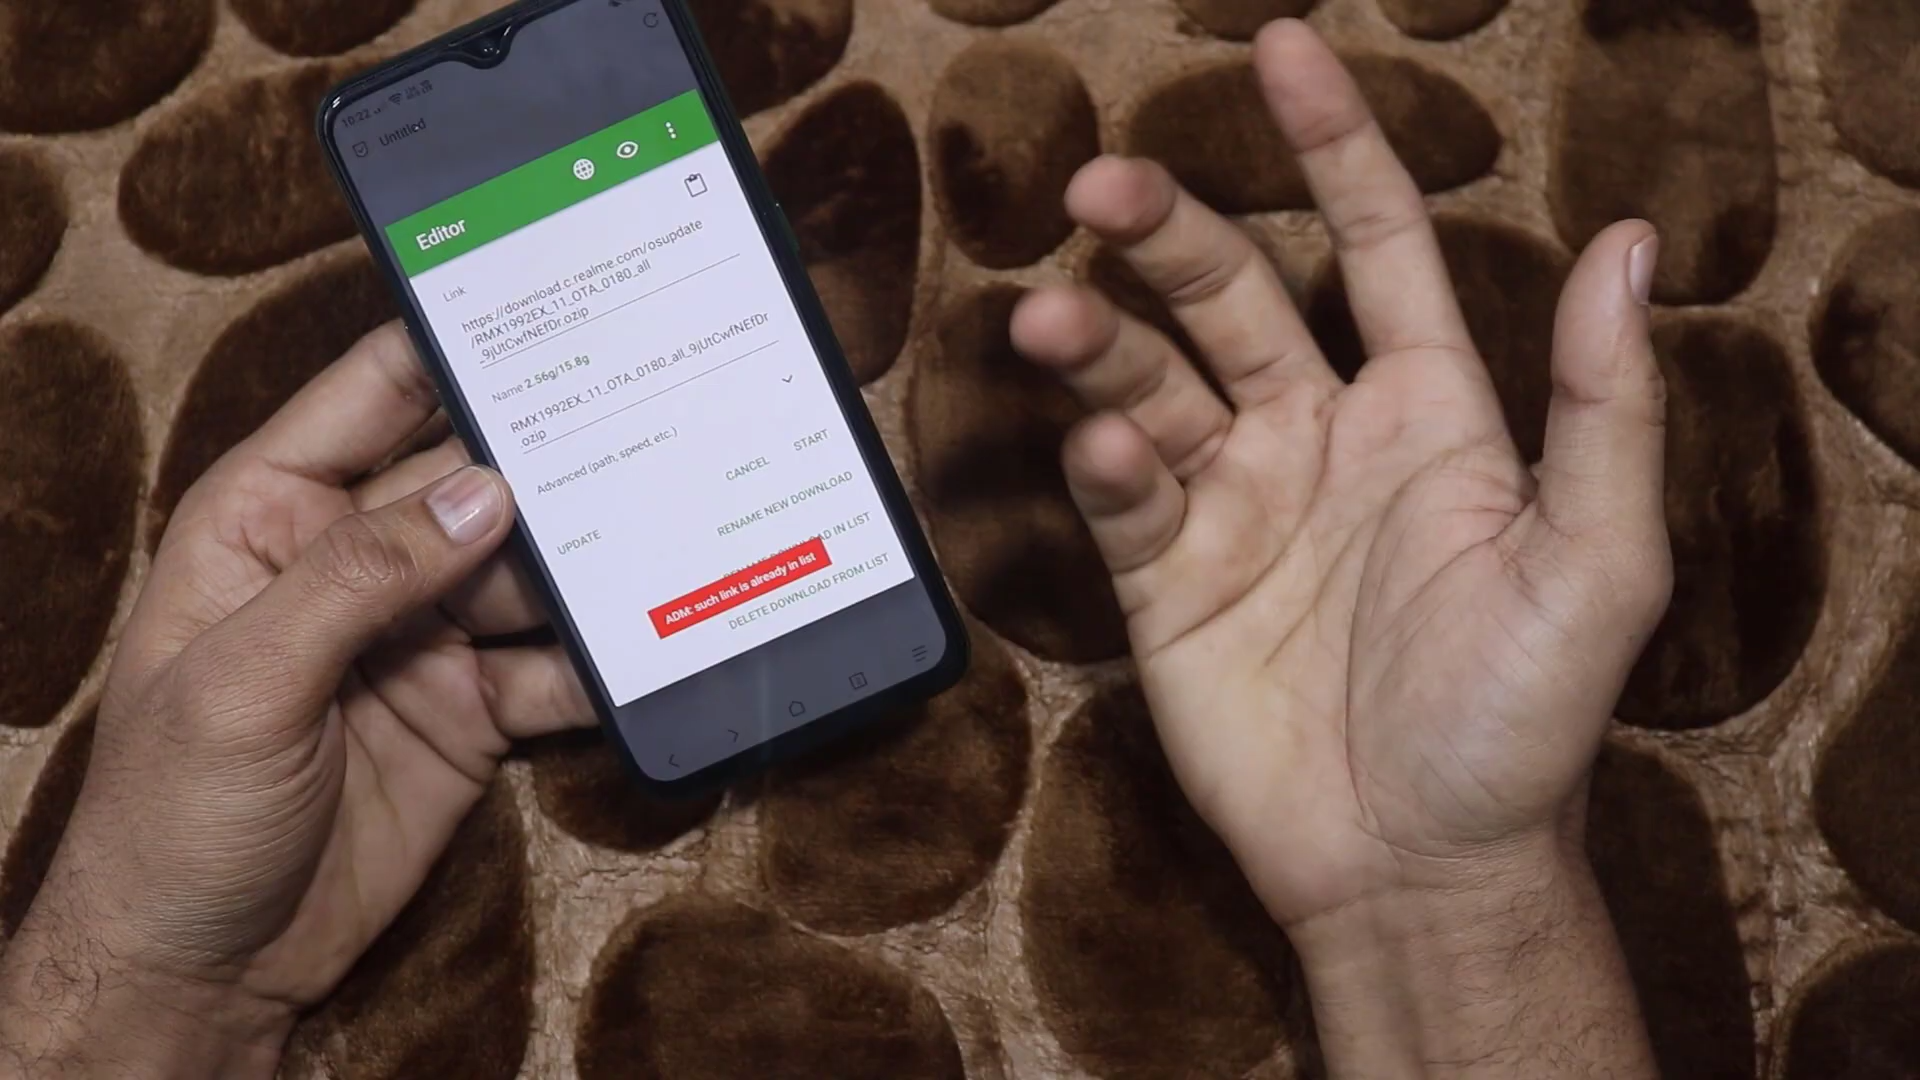 10:22
Untitled
Editor
Link
https://download.c.realme.com/osupdate
/RMX1992EX_11_OTA_0180_all
_9jUtCwfNEfDr.ozip
Name 2.56g/15.8g
RMX1992EX_11_OTA_0180_all_9jUtCwfNEfDr
.ozip
Advanced (path, speed, etc.)
CANCEL START
RENAME NEW DOWNLOAD
UPDATE
IN LIST
ADM: such link is already in list
DELETE DOWNLOAD FROM LIST